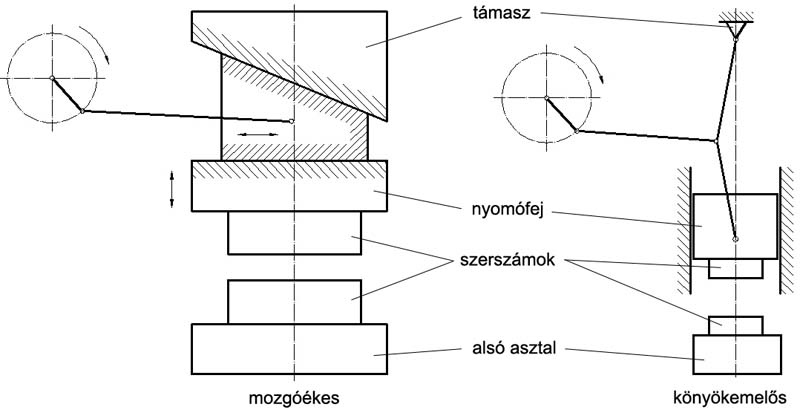 támasz
nyomófej
szerszámok
alsó asztal
mozgóékes
könyökemelős